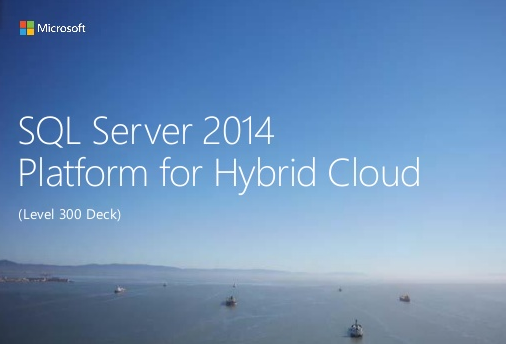 Microsoft
SQL Server 2014
Platform for Hybrid Cloud
(Level 300 Deck)